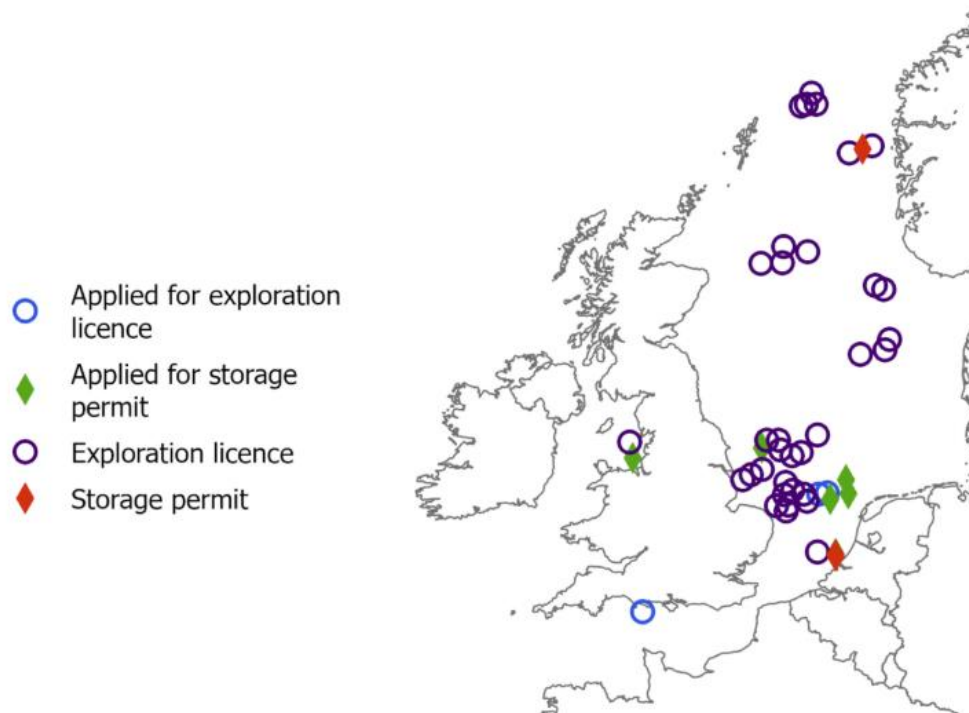 Applied for exploration
licence
Applied for storage
permit
Exploration licence
Storage permit